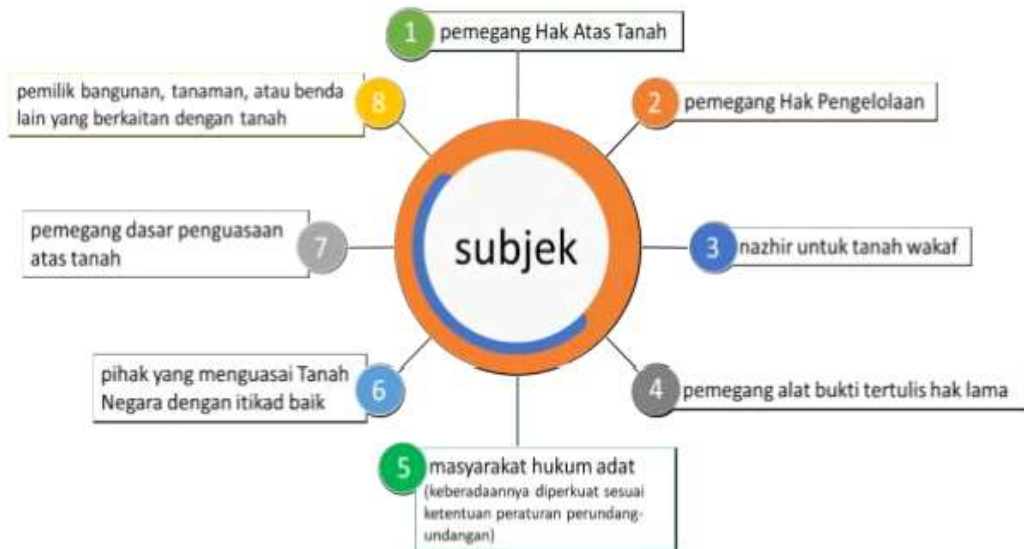 1 pemegang Hak Atas Tanah
2 pemegang Hak Pengelolaan
3 nazhir untuk tanah wakaf
4 pemegang alat bukti tertulis hak lama
5 masyarakat hukum adat
(keberadaannya diperkuat sesuai
ketentuan peraturan perundang-
undangan)
6 pihak yang menguasai Tanah
Negara dengan itikad baik
7 pemegang dasar penguasaan
atas tanah
8 pemilik bangunan, tanaman, atau benda
lain yang berkaitan dengan tanah
subjek